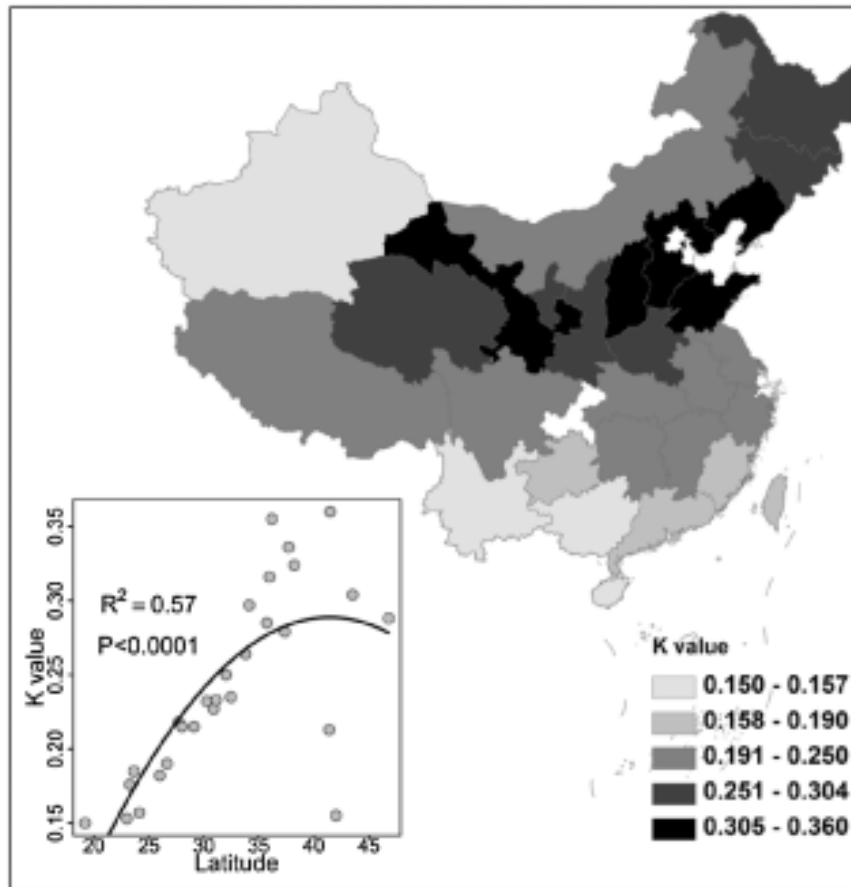 0.35
0.30
0.25
0.20
0.15
K value
R² = 0.57
P<0.0001
20 25 30 35 40 45
Latitude
K value
0.150 - 0.157
0.158 - 0.190
0.191 - 0.250
0.251 - 0.304
0.305 - 0.360